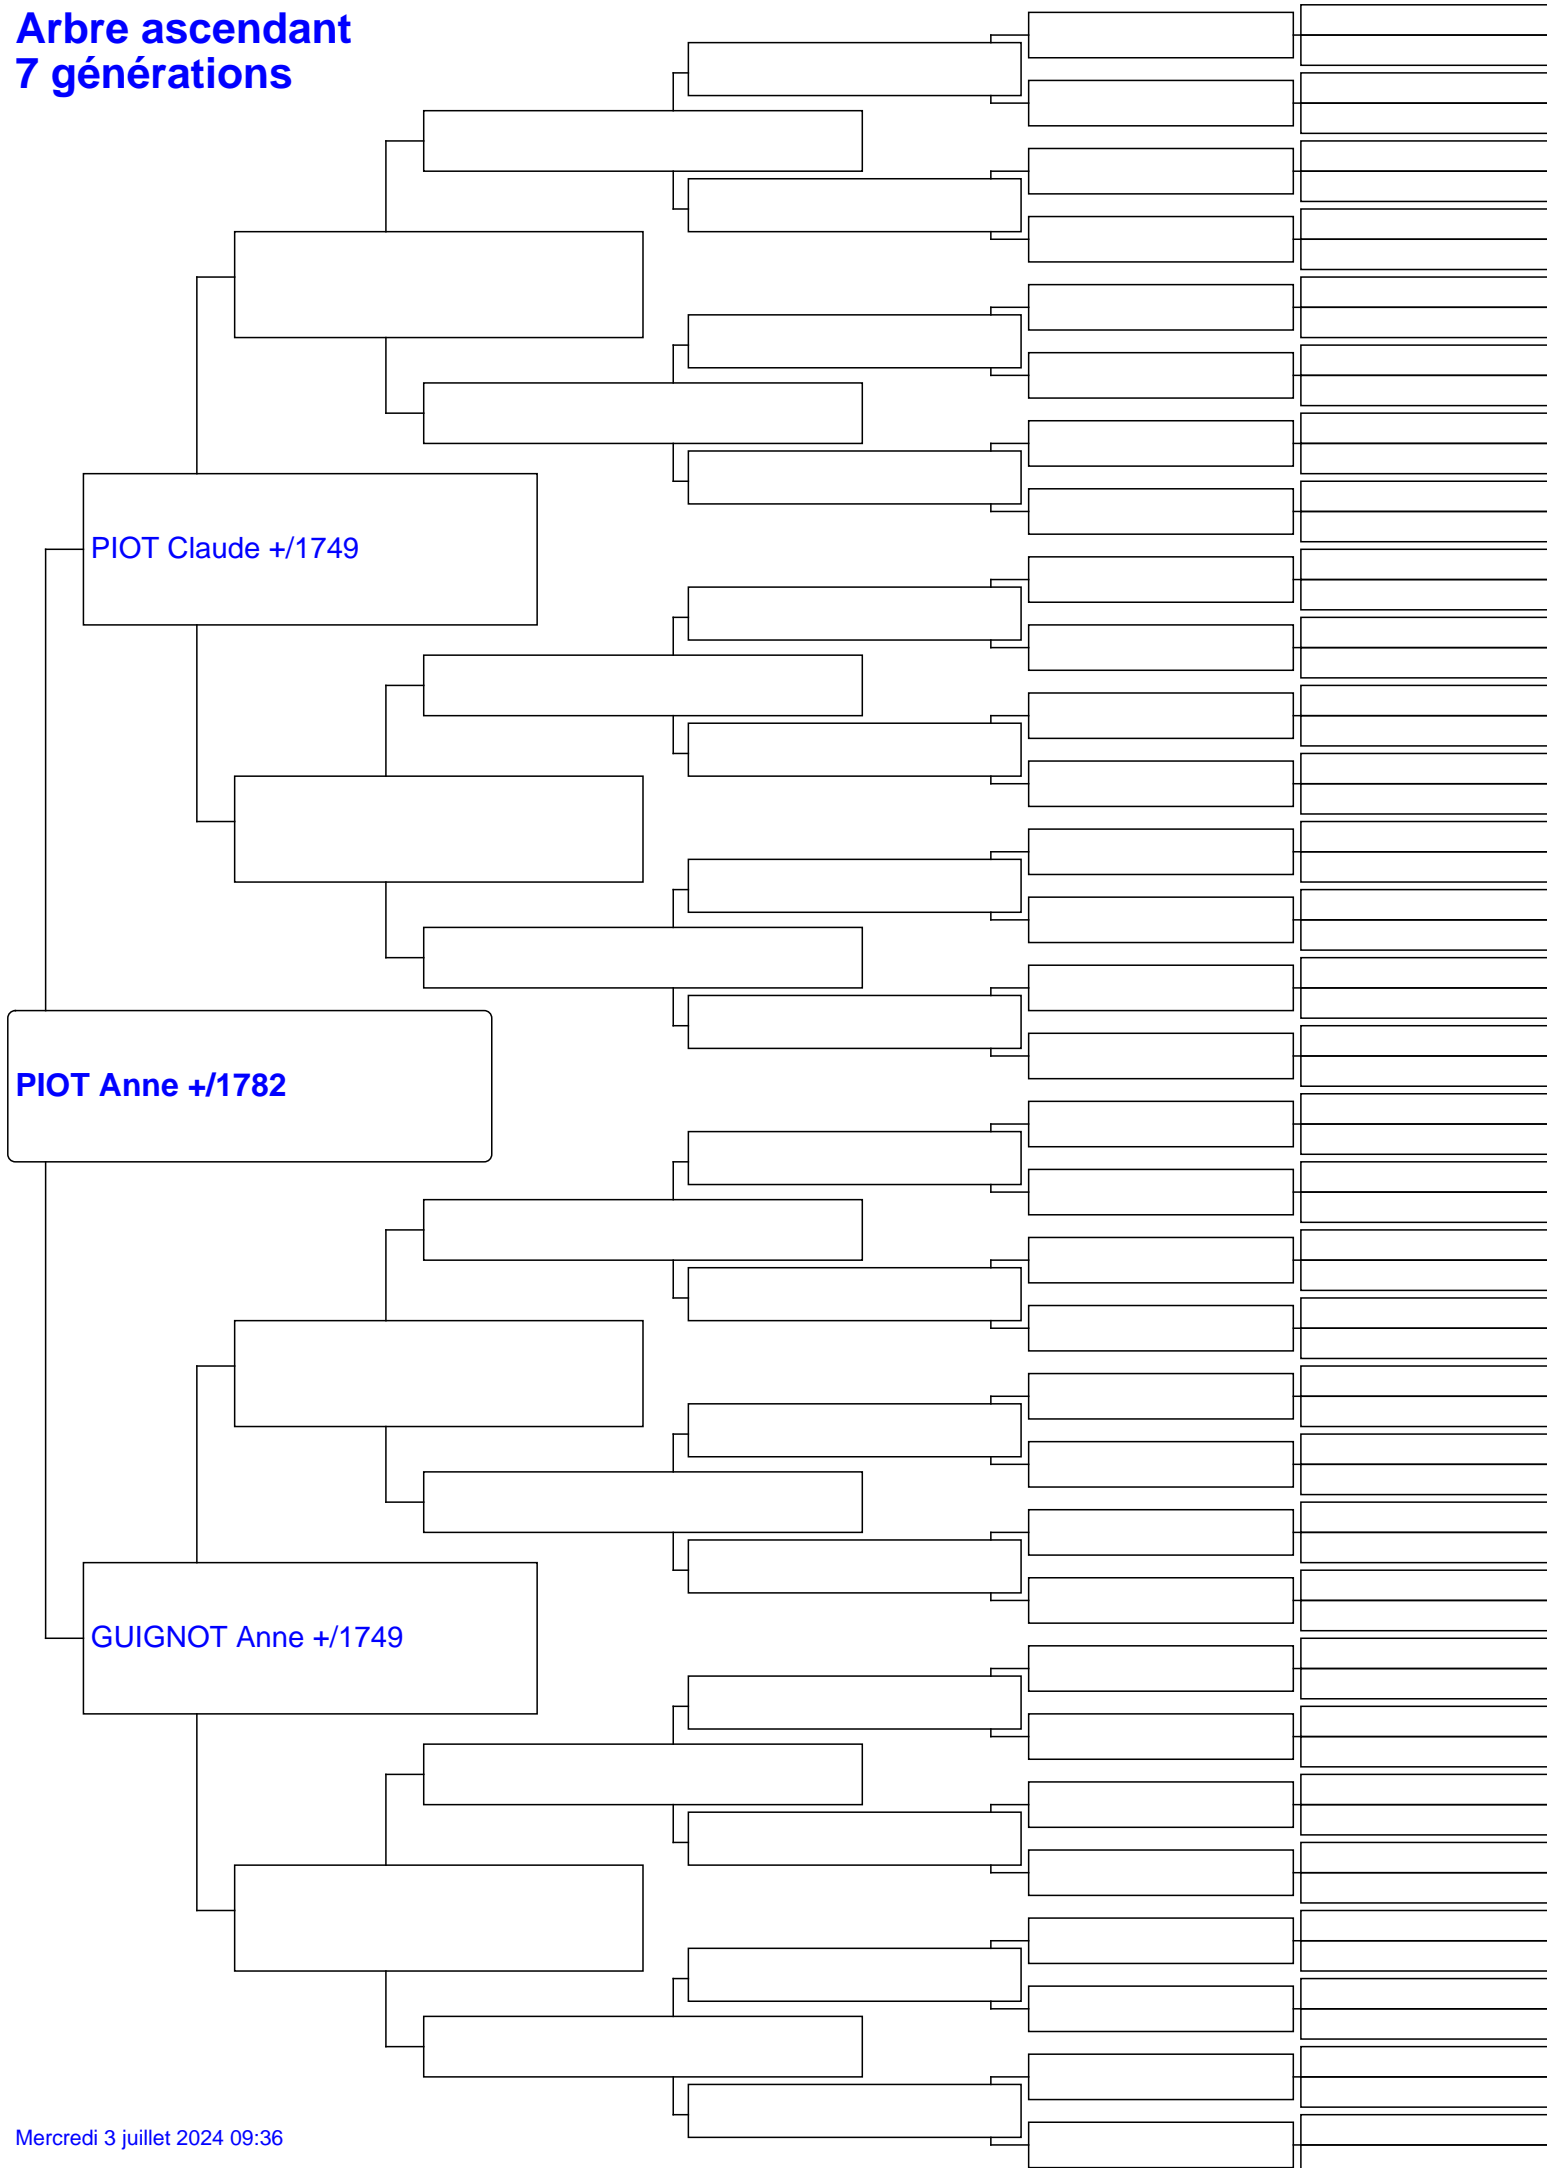 Arbre ascendant
7 générations
PIOT Claude +/1749
PIOT Anne +/1782
GUIGNOT Anne +/1749
Mercredi 3 juillet 2024 09:36